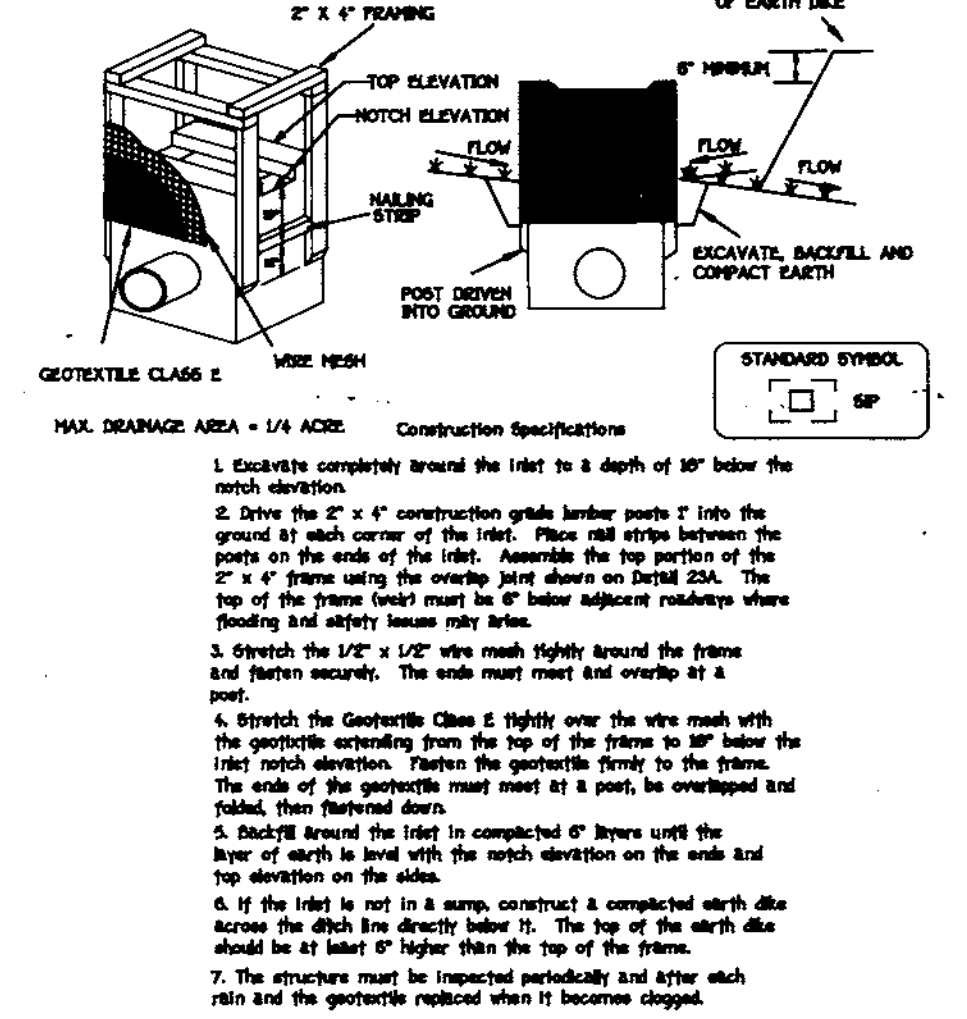 2" X 4" FRAMING
OF EARTH DIKE
6" MINIMUM
TOP ELEVATION
NOTCH ELEVATION
FLOW
FLOW
FLOW
NAILING
STRIP
EXCAVATE, BACKFILL AND
COMPACT EARTH
POST DRIVEN
INTO GROUND
WIRE MESH
GEOTEXTILE CLASS E
STANDARD SYMBOL
SIP
MAX. DRAINAGE AREA = 1/4 ACRE
Construction Specifications
1. Excavate completely around the inlet to a depth of 18" below the
notch elevation.
2. Drive the 2" x 4" construction grade lumber posts 1' into the
ground at each corner of the inlet. Place nail strips between the
posts on the ends of the inlet. Assemble the top portion of the
2" x 4" frame using the overlap joint shown on Detail 23A. The
top of the frame (weir) must be 6" below adjacent roadways where
flooding and safety issues may arise.
3. Stretch the 1/2" x 1/2" wire mesh tightly around the frame
and fasten securely. The ends must meet and overlap at a
post.
4. Stretch the Geotextile Class E tightly over the wire mesh with
the geotixtile extending from the top of the frame to 18" below the
inlet notch elevation. Fasten the geotextile firmly to the frame.
The ends of the geotextile must meet at a post, be overlapped and
folded, then fastened down.
5. Backfill around the inlet in compacted 6" layers until the
layer of earth is level with the notch elevation on the ends and
top elevation on the sides.
6. If the inlet is not in a sump, construct a compacted earth dike
across the ditch line directly below it. The top of the earth dike
should be at least 6" higher than the top of the frame.
7. The structure must be inspected periodically and after each
rain and the geotextile replaced when it becomes clogged.